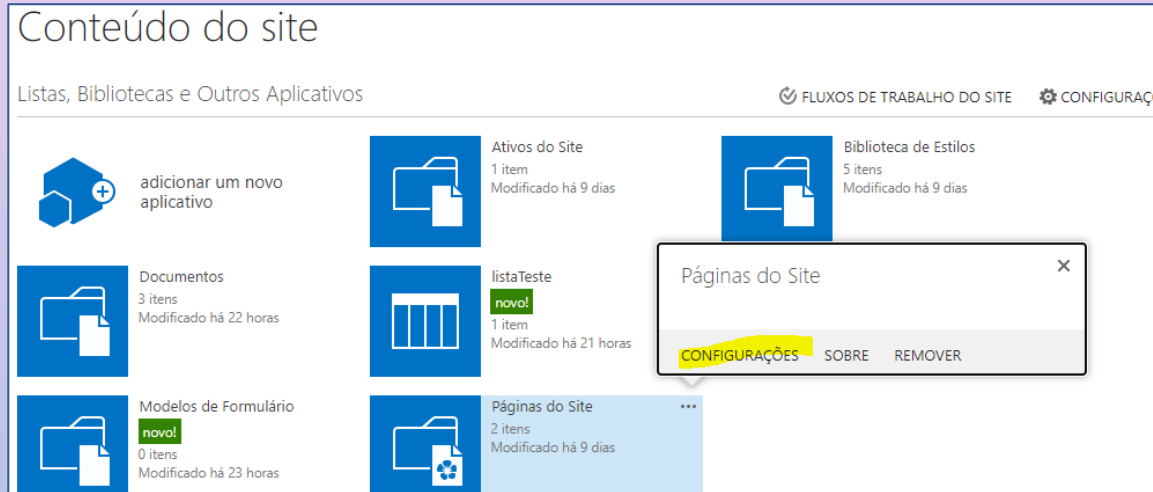 Conteúdo do site
Listas, Bibliotecas e Outros Aplicativos
FLUXOS DE TRABALHO DO SITE
CONFIGURAÇÕ
adicionar um novo
aplicativo
Ativos do Site
1 item
Modificado há 9 dias
Biblioteca de Estilos
5 itens
Modificado há 9 dias
Documentos
3 itens
Modificado há 22 horas
listaTeste
novo!
1 item
Modificado há 21 horas
Páginas do Site
CONFIGURAÇÕES SOBRE REMOVER
Modelos de Formulário
novo!
0 itens
Modificado há 23 horas
Páginas do Site
2 itens
Modificado há 9 dias